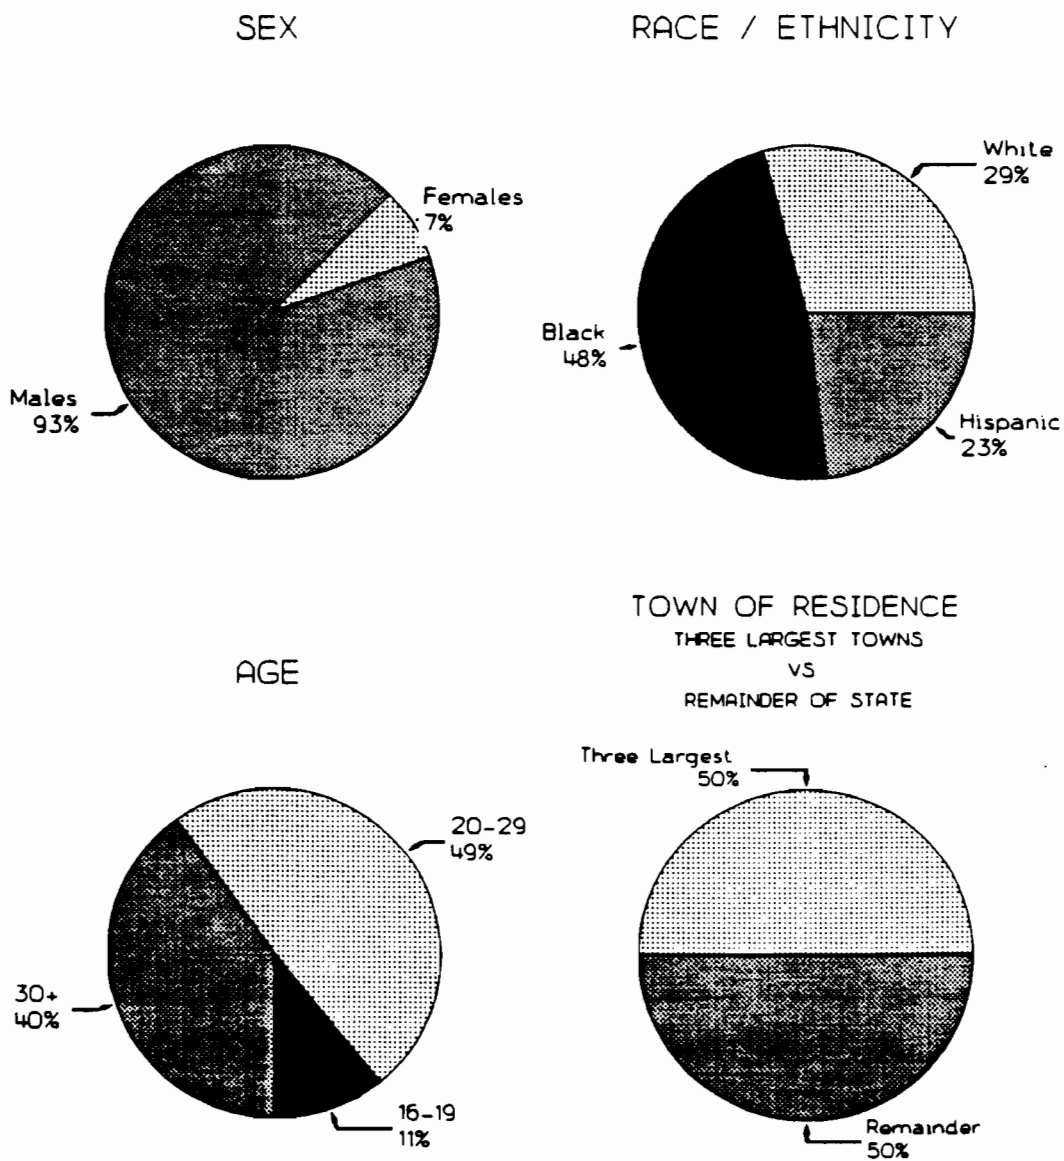 SEX
Females
7%
Males
93%
RACE / ETHNICITY
White
29%
Black
48%
Hispanic
23%
AGE
20-29
49%
30+
40%
16-19
11%
TOWN OF RESIDENCE
THREE LARGEST TOWNS
VS
REMAINDER OF STATE
Three Largest
50%
Remainder
50%